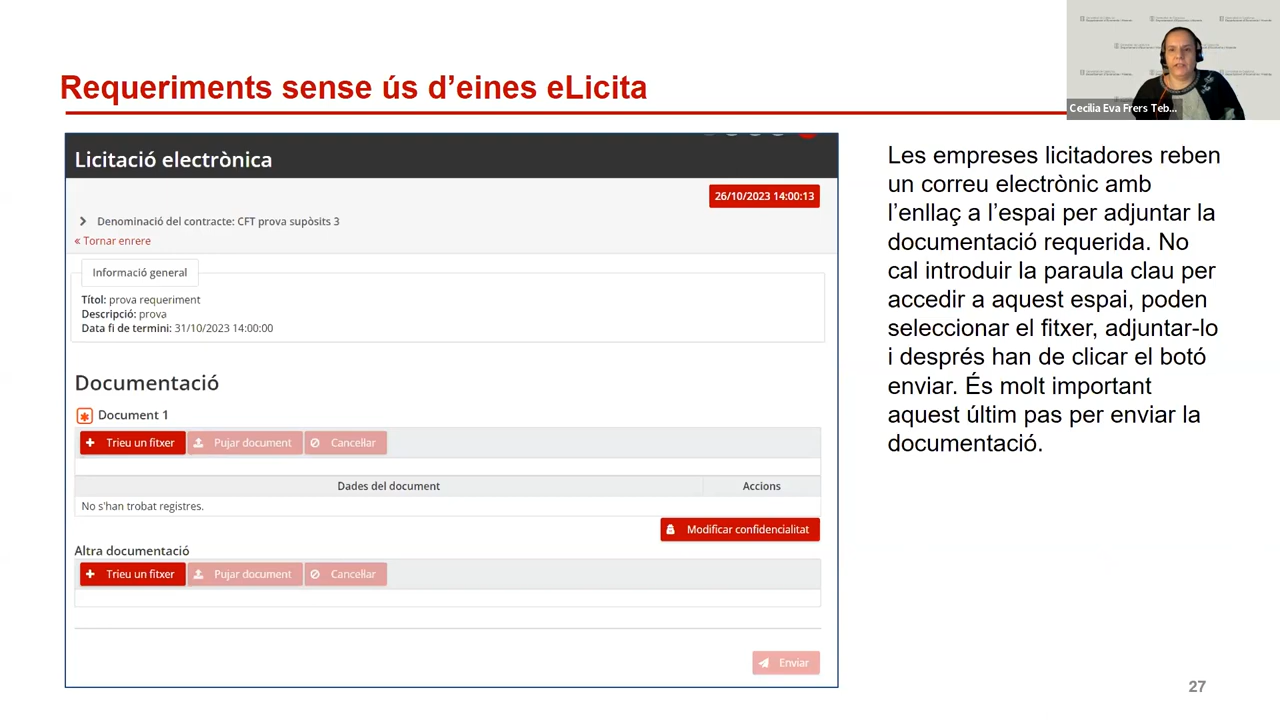 Requeriments sense ús d’eines eLicita
Cecília Eva Frers Teb...
Licitació electrònica
26/10/2023 14:00:13
Denominació del contracte: CFT prova supòsits 3
« Tornar enrere
Informació general
Títol: prova requeriment
Descripció: prova
Data fi de termini: 31/10/2023 14:00:00
Documentació
Document 1
Trieu un fitxer
Pujar document
Cancel·lar
Dades del document
Accions
No s'han trobat registres.
Modificar confidencialitat
Altra documentació
Trieu un fitxer
Pujar document
Cancel·lar
Enviar
Les empreses licitadores reben
un correu electrònic amb
l’enllaç a l’espai per adjuntar la
documentació requerida. No
cal introduir la paraula clau per
accedir a aquest espai, poden
seleccionar el fitxer, adjuntar-lo
i després han de clicar el botó
enviar. És molt important
aquest últim pas per enviar la
documentació.
27